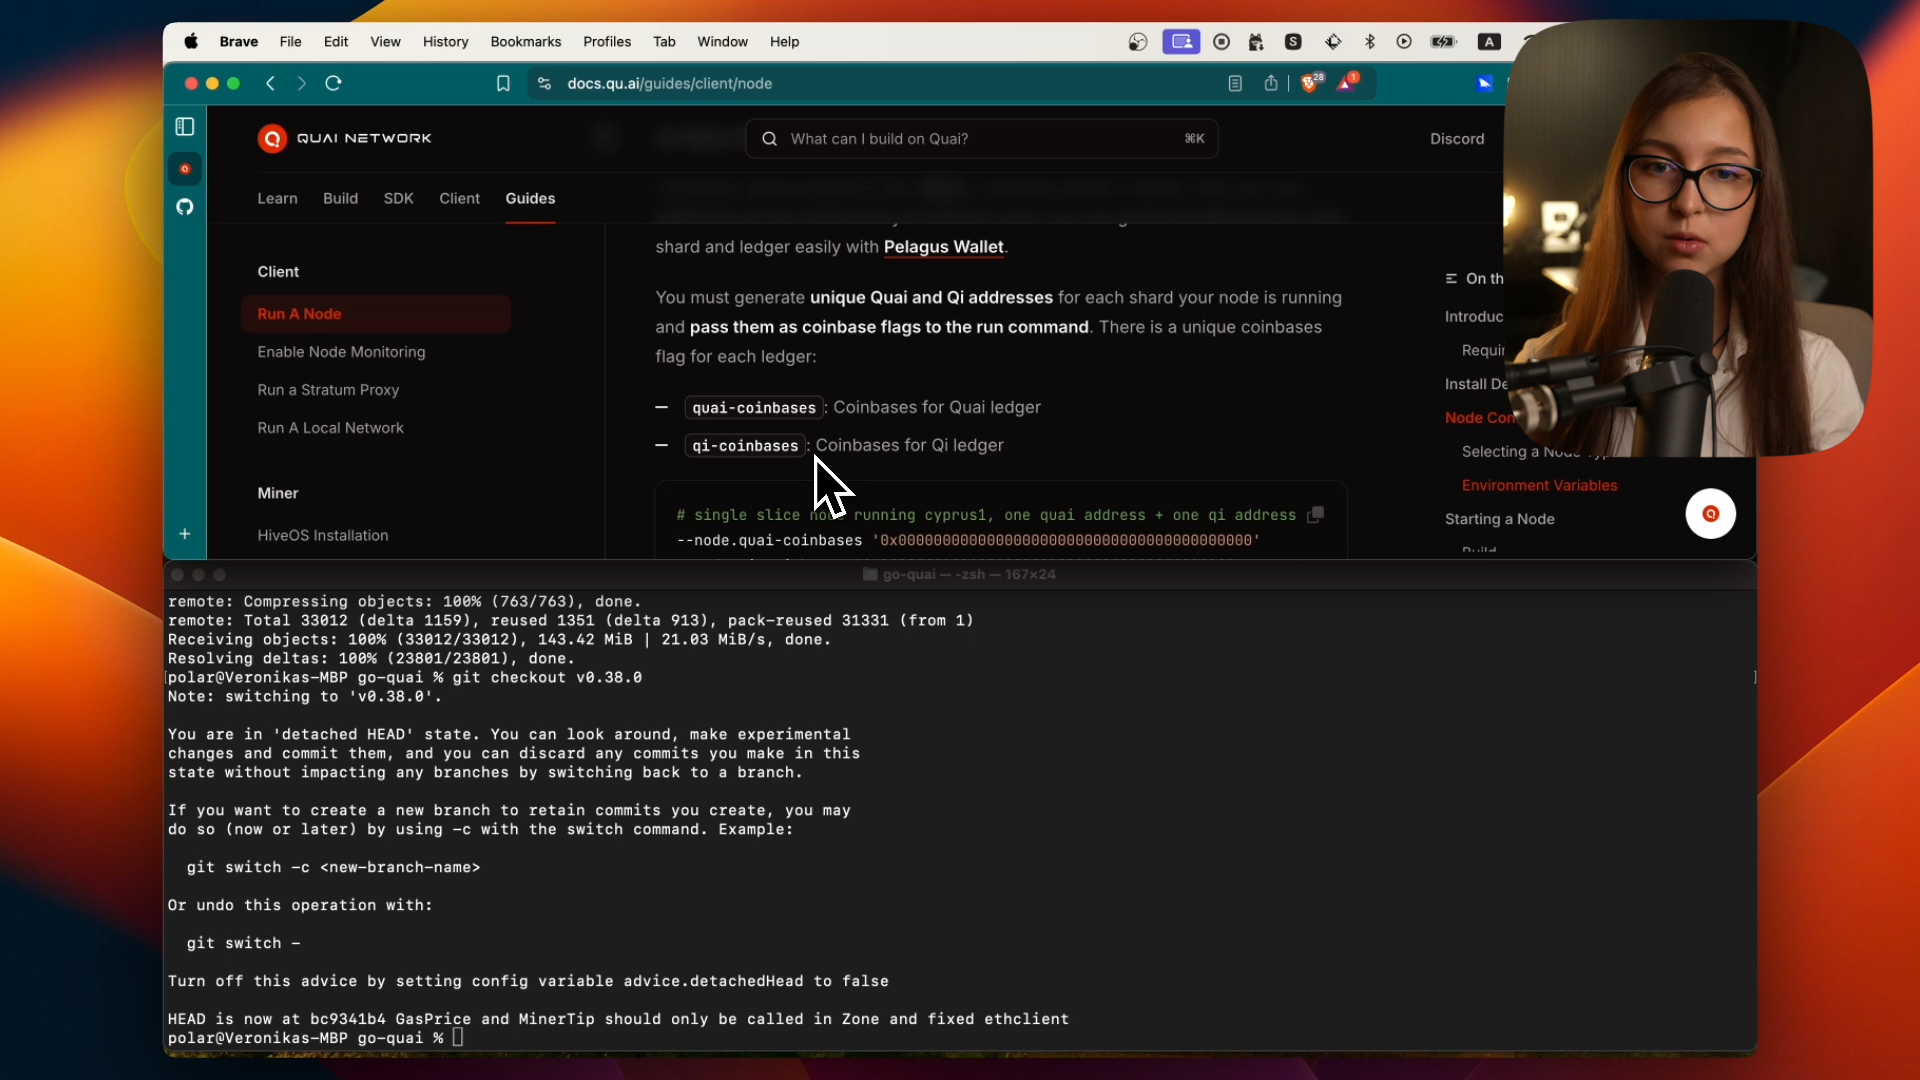 Brave File Edit View History Bookmarks Profiles Tab Window Help
S
A
docs.qu.ai/guides/client/node
28
1
QUAI NETWORK
What can I build on Quai?
⌘K
Discord
Learn Build SDK Client Guides
Client
Run A Node
Enable Node Monitoring
Run a Stratum Proxy
Run A Local Network
Miner
HiveOS Installation
shard and ledger easily with Pelagus Wallet.
You must generate unique Quai and Qi addresses for each shard your node is running
and pass them as coinbase flags to the run command. There is a unique coinbases
flag for each ledger:
— quai-coinbases: Coinbases for Quai ledger
— qi-coinbases: Coinbases for Qi ledger
# single slice node running cyprus1, one quai address + one qi address
--node.quai-coinbases '0x0000000000000000000000000000000000000000'
On th
Introduc
Requir
Install De
Node Con
Selecting a Node Typ
Environment Variables
Starting a Node
Build
go-quai — -zsh — 167×24
remote: Compressing objects: 100% (763/763), done.
remote: Total 33012 (delta 1159), reused 1351 (delta 913), pack-reused 31331 (from 1)
Receiving objects: 100% (33012/33012), 143.42 MiB | 21.03 MiB/s, done.
Resolving deltas: 100% (23801/23801), done.
[polar@Veronikas-MBP go-quai % git checkout v0.38.0 ]
Note: switching to 'v0.38.0'.
You are in 'detached HEAD' state. You can look around, make experimental
changes and commit them, and you can discard any commits you make in this
state without impacting any branches by switching back to a branch.
If you want to create a new branch to retain commits you create, you may
do so (now or later) by using -c with the switch command. Example:
git switch -c <new-branch-name>
Or undo this operation with:
git switch -
Turn off this advice by setting config variable advice.detachedHead to false
HEAD is now at bc9341b4 GasPrice and MinerTip should only be called in Zone and fixed ethclient
polar@Veronikas-MBP go-quai %